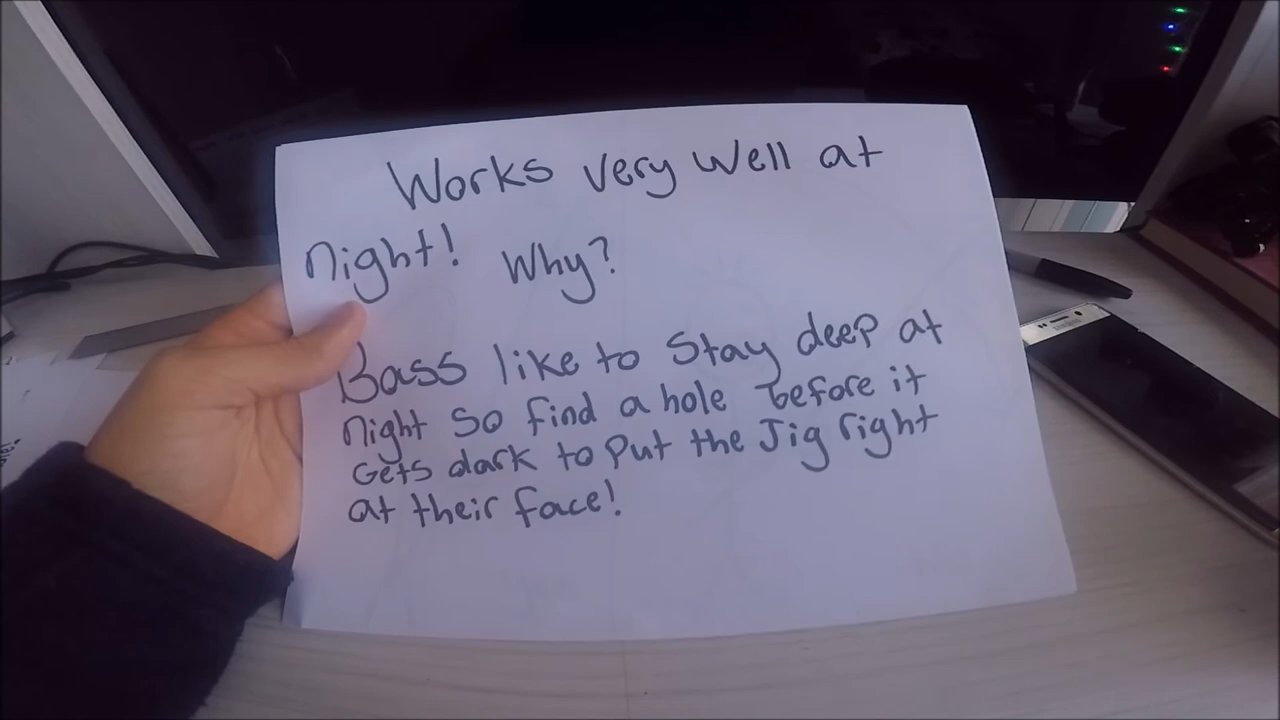 Works very well at
night! Why?
Bass like to Stay deep at
night So find a hole before it
Gets dark to Put the Jig right
at their face!